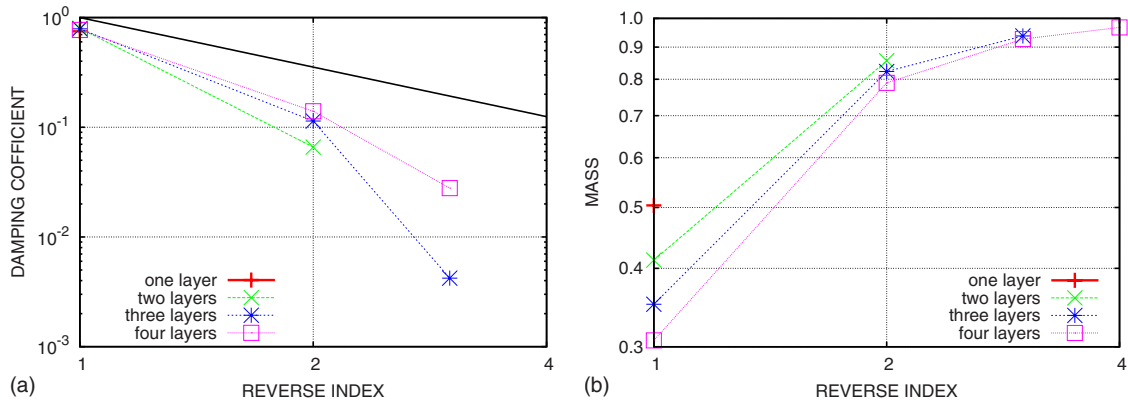 10^0
10^-1
10^-2
10^-3
DAMPING COFFICIENT
one layer
two layers
three layers
four layers
1
2
4
REVERSE INDEX
(a)
1.0
0.9
0.8
0.7
0.6
0.5
0.4
0.3
MASS
one layer
two layers
three layers
four layers
1
2
4
REVERSE INDEX
(b)